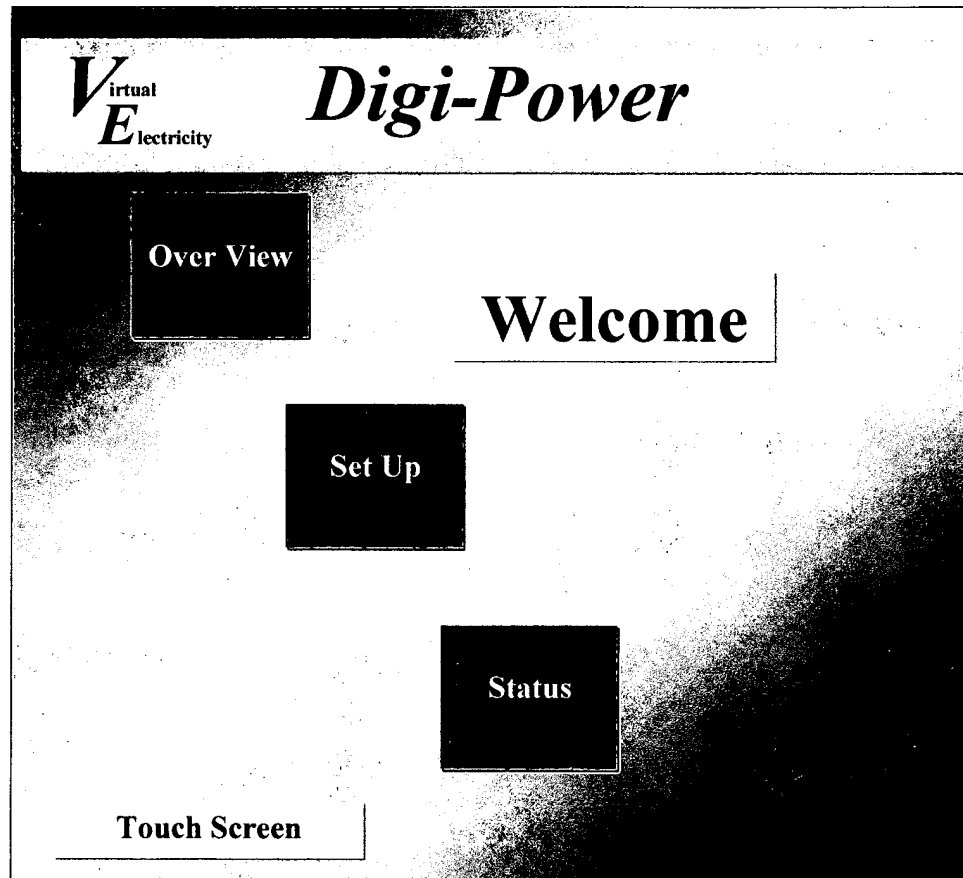 Virtual Digi-Power
Electricity
Over View
Welcome
Set Up
Status
Touch Screen